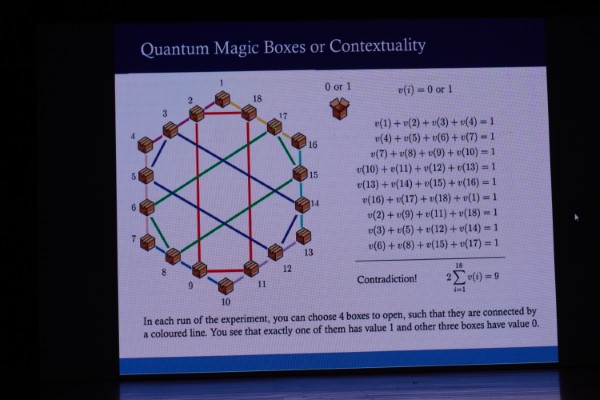 Quantum Magic Boxes or Contextuality
1
2
18
3
17
4
16
5
15
6
14
7
13
8
12
9
11
10
0 or 1
v(i) = 0 or 1
v(1) + v(2) + v(3) + v(4) = 1
v(4) + v(5) + v(6) + v(7) = 1
v(7) + v(8) + v(9) + v(10) = 1
v(10) + v(11) + v(12) + v(13) = 1
v(13) + v(14) + v(15) + v(16) = 1
v(16) + v(17) + v(18) + v(1) = 1
v(2) + v(9) + v(11) + v(18) = 1
v(3) + v(5) + v(12) + v(14) = 1
v(6) + v(8) + v(15) + v(17) = 1
18
Contradiction! 2∑v(i) = 9
i=1
In each run of the experiment, you can choose 4 boxes to open, such that they are connected by
a coloured line. You see that exactly one of them has value 1 and other three boxes have value 0.